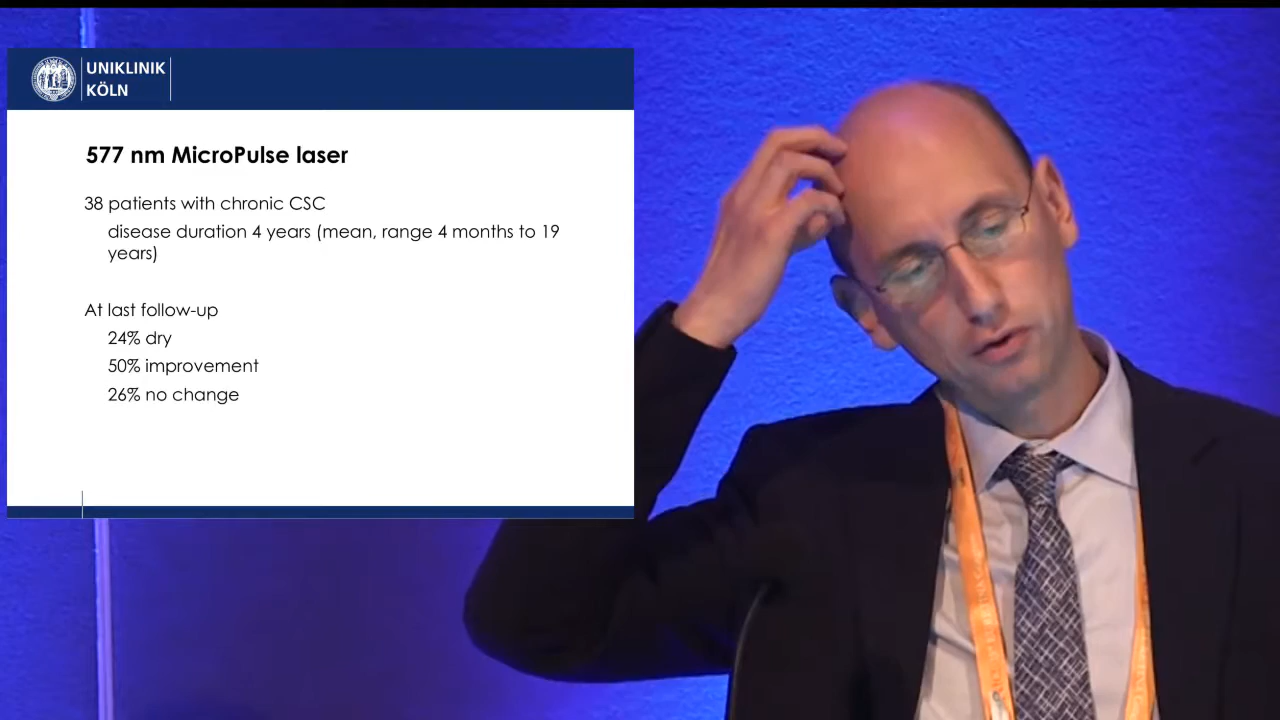 UNIKLINIK
KÖLN
577 nm MicroPulse laser
38 patients with chronic CSC
disease duration 4 years (mean, range 4 months to 19
years)
At last follow-up
24% dry
50% improvement
26% no change